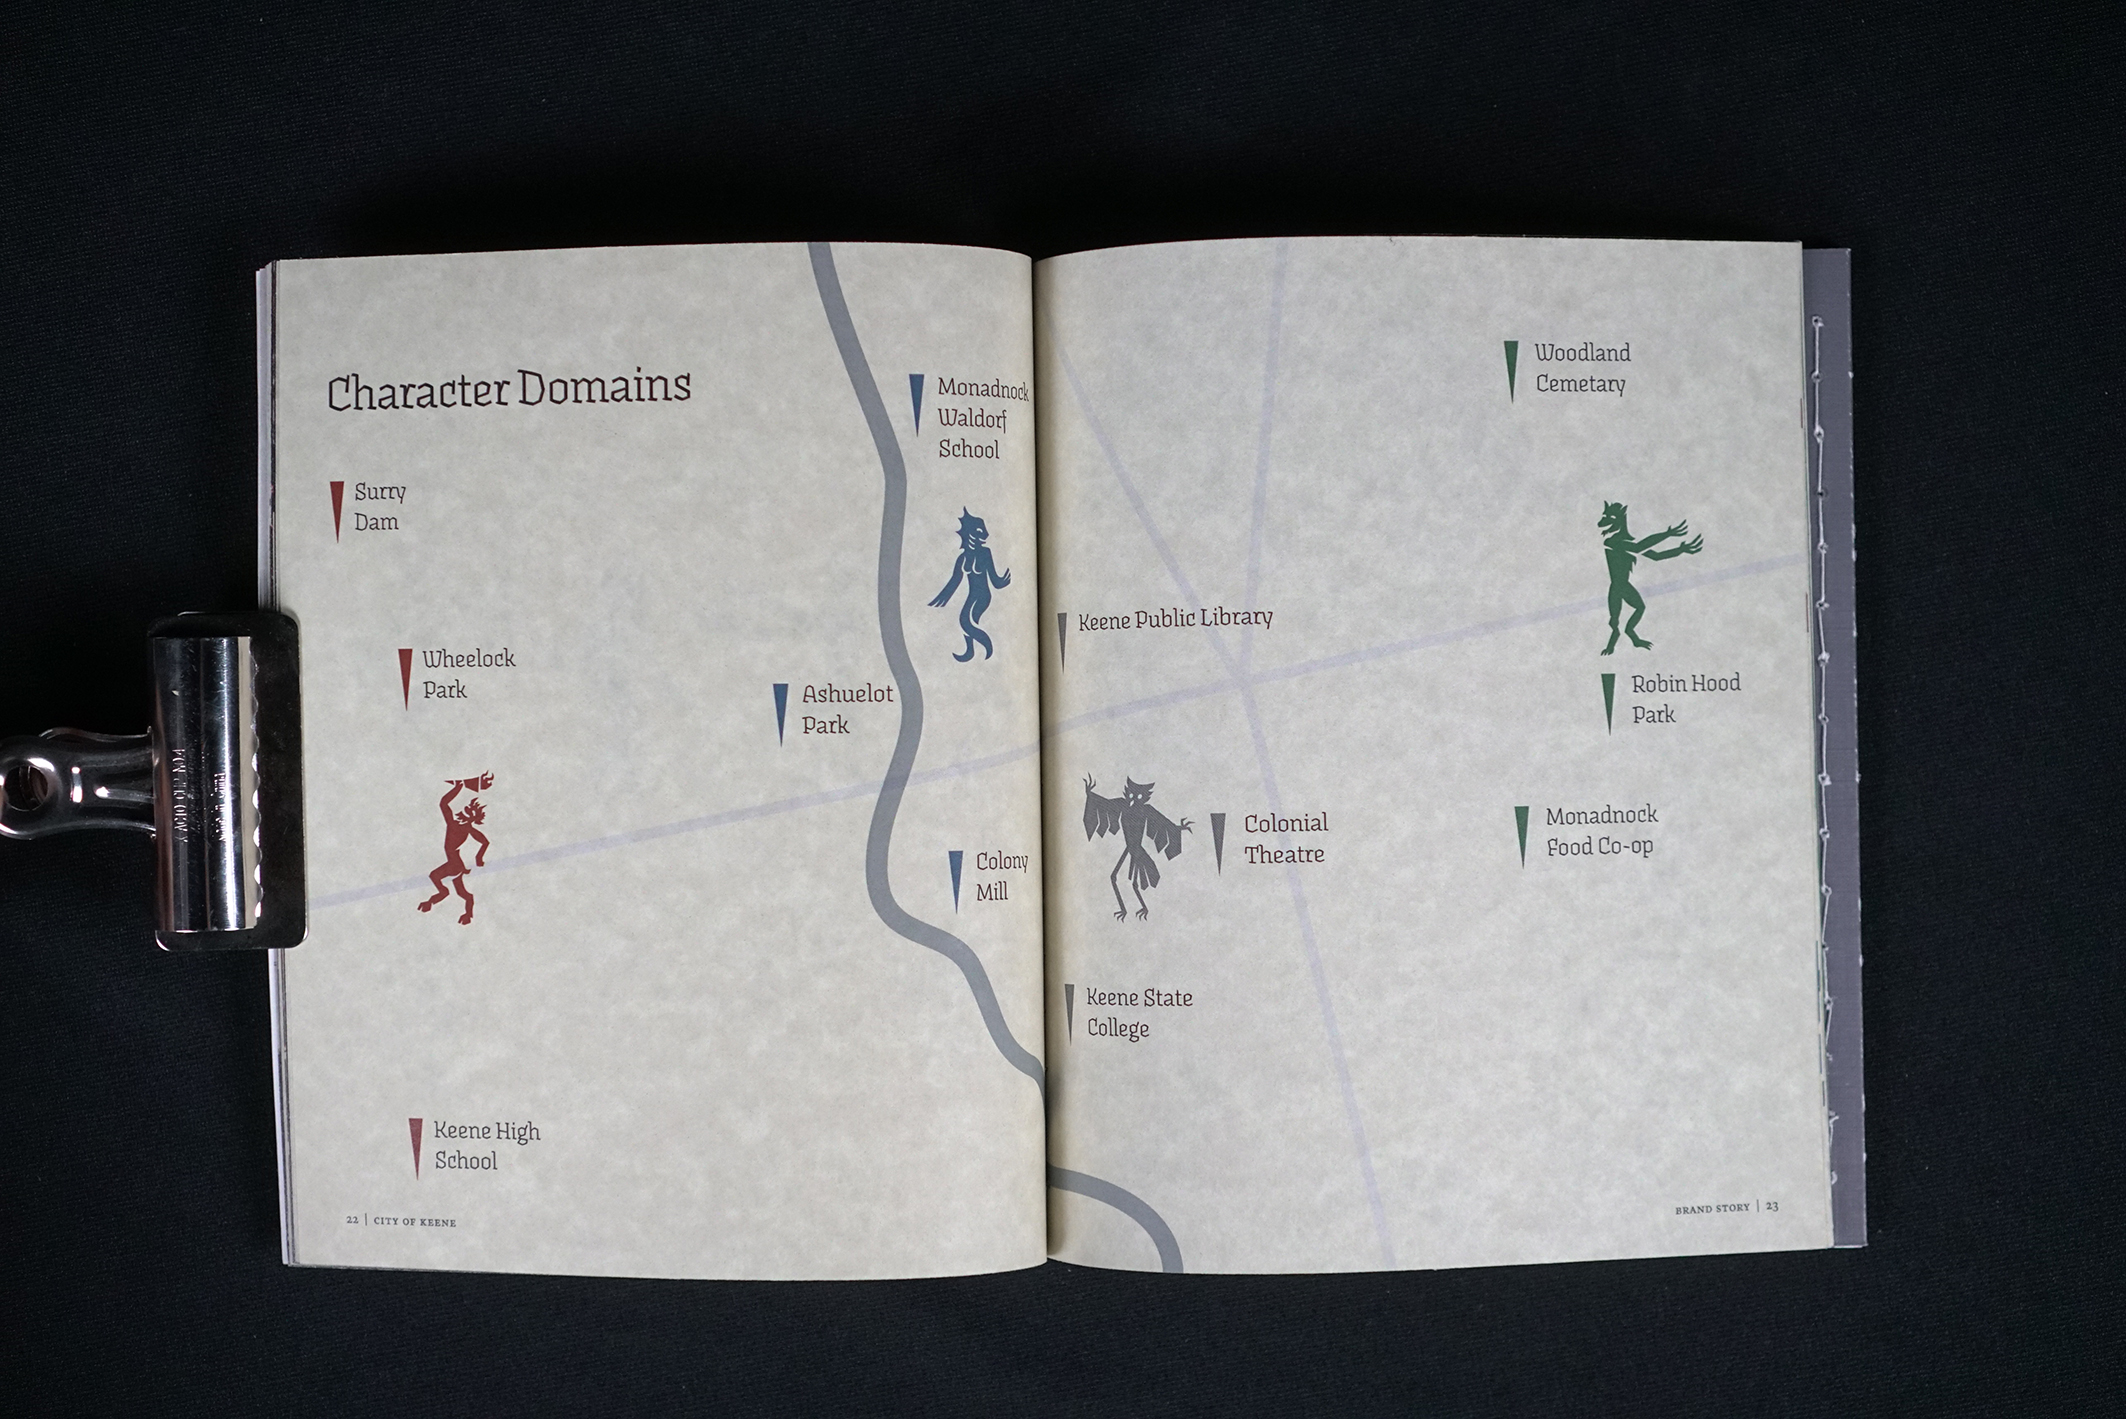 Character Domains
Surry
Dam
Wheelock
Park
Keene High
School
Monadnock
Waldorf
School
Ashuelot
Park
Colony
Mill
22 | CITY OF KEENE
Keene Public Library
Colonial
Theatre
Keene State
College
Woodland
Cemetary
Robin Hood
Park
Monadnock
Food Co-op
BRAND STORY | 23